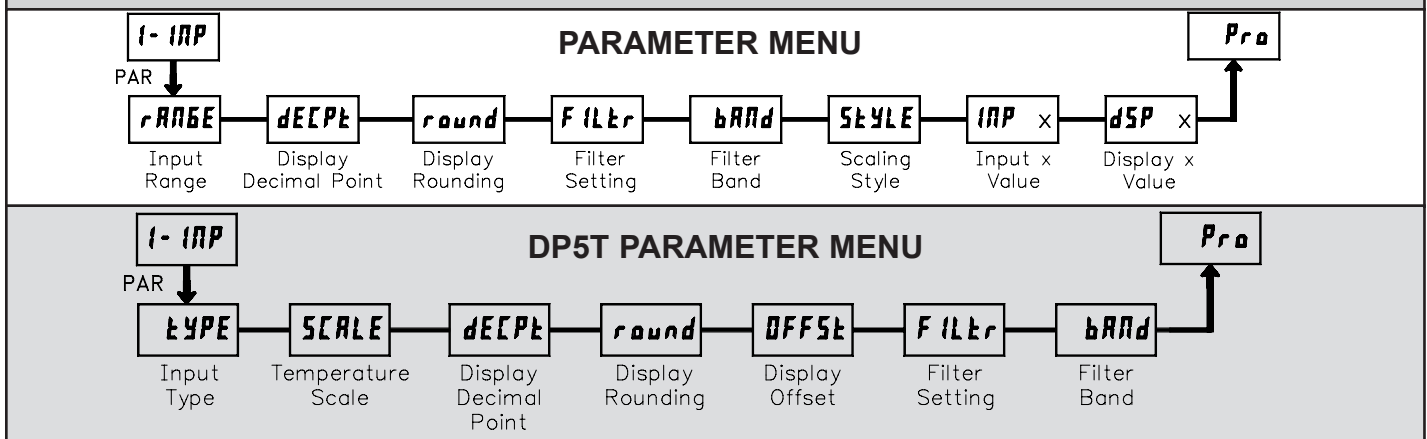 1- INP
PARAMETER MENU
Pro
PAR
rANGE
dECPt
round
FILtr
bANd
StYLE
INP x
dSP x
Input
Range
Display
Decimal Point
Display
Rounding
Filter
Setting
Filter
Band
Scaling
Style
Input x
Value
Display x
Value
1- INP
DP5T PARAMETER MENU
Pro
PAR
tYPE
SCALE
dECPt
round
OFFSt
FILtr
bANd
Input
Type
Temperature
Scale
Display
Decimal
Point
Display
Rounding
Display
Offset
Filter
Setting
Filter
Band